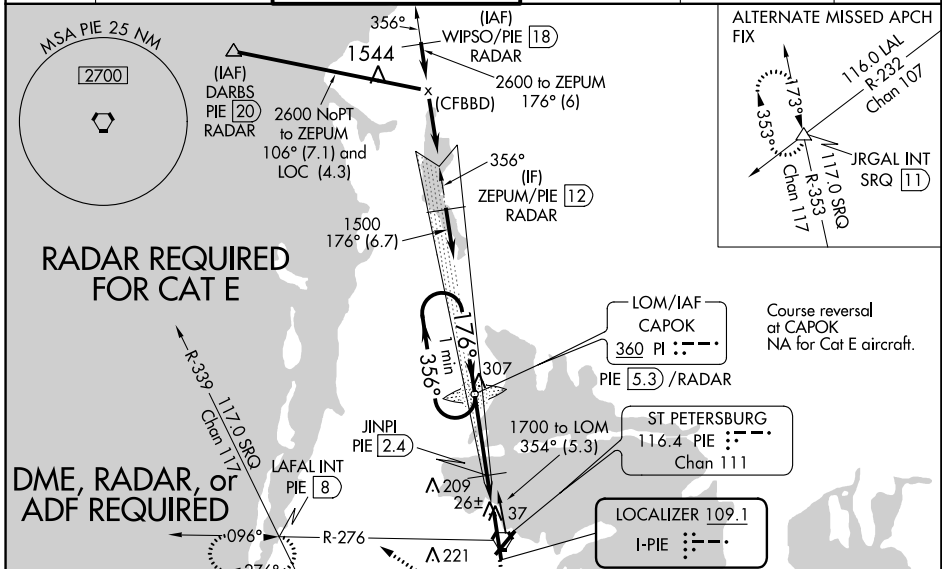 MSA PIE 25 NM
2700
(IAF)
DARBS
PIE 20
RADAR
1544
2600 NoPT
to ZEPUM
106° (7.1) and
LOC (4.3)
356°
(IAF)
WIPSO/PIE 18
RADAR
2600 to ZEPUM
176° (6)
(CFBBD)
356°
(IF)
ZEPUM/PIE 12
RADAR
1500
176° (6.7)
ALTERNATE MISSED APCH
FIX
116.0 LAL
R-232
Chan 107
173°
353°
JRGAL INT
SRQ 11
117.0 SRQ
R-353
Chan 117
RADAR REQUIRED
FOR CAT E
176°
1 min
356°
307
LOM/IAF
CAPOK
360 PI
PIE 5.3 /RADAR
Course reversal
at CAPOK
NA for Cat E aircraft.
R-339
117.0 SRQ
Chan 117
JINPI
PIE 2.4
1700 to LOM
354° (5.3)
ST PETERSBURG
116.4 PIE
Chan 111
DME, RADAR, or
ADF REQUIRED
LAFAL INT
PIE 8
209
26±
37
LOCALIZER 109.1
I-PIE
096°
R-276
221
276°